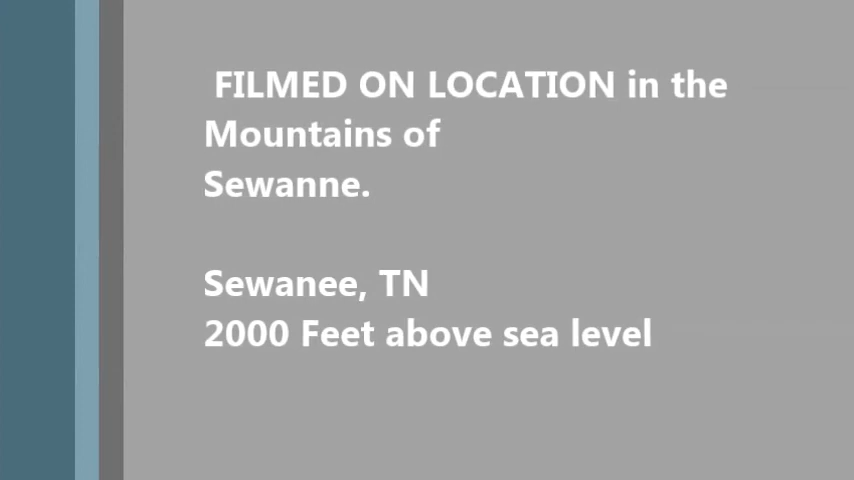 FILMED ON LOCATION in the
Mountains of
Sewanne.
Sewanee, TN
2000 Feet above sea level